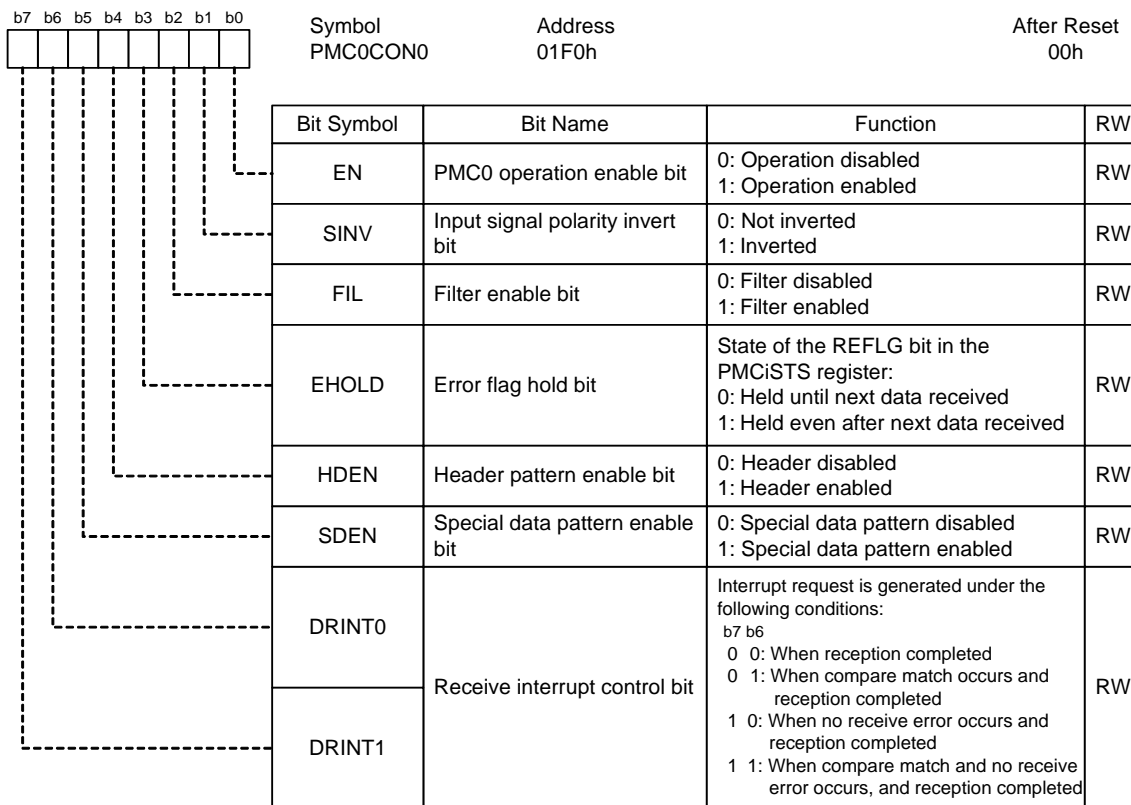 b7 b6 b5 b4 b3 b2 b1 b0
Symbol Address After Reset
PMC0CON0 01F0h 00h
Bit Symbol Bit Name Function RW
EN PMC0 operation enable bit 0: Operation disabled
1: Operation enabled RW
SINV Input signal polarity invert
bit 0: Not inverted
1: Inverted RW
FIL Filter enable bit 0: Filter disabled
1: Filter enabled RW
EHOLD Error flag hold bit State of the REFLG bit in the
PMCiSTS register:
0: Held until next data received
1: Held even after next data received RW
HDEN Header pattern enable bit 0: Header disabled
1: Header enabled RW
SDEN Special data pattern enable
bit 0: Special data pattern disabled
1: Special data pattern enabled RW
DRINT0
DRINT1
Receive interrupt control bit
Interrupt request is generated under the
following conditions:
b7 b6
0 0: When reception completed
0 1: When compare match occurs and
reception completed
1 0: When no receive error occurs and
reception completed
1 1: When compare match and no receive
error occurs, and reception completed
RW